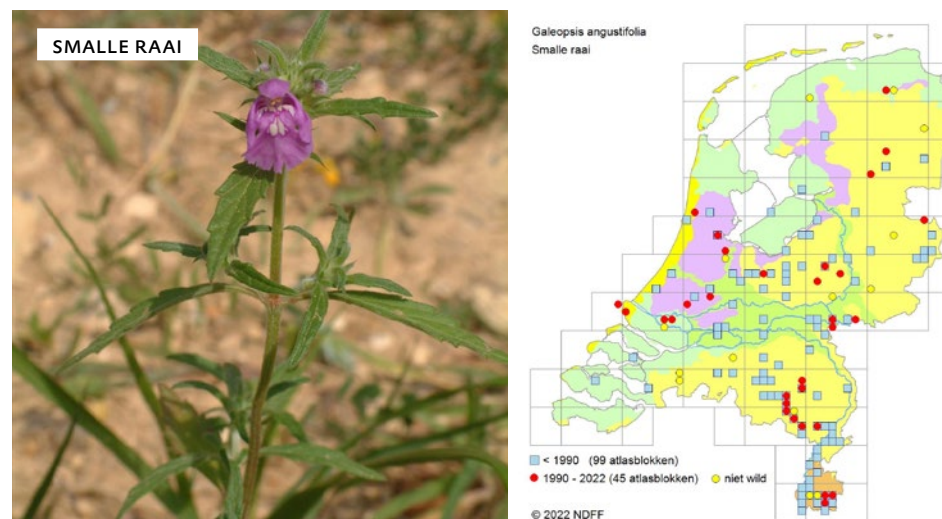 SMALLE RAAI
Galeopsis angustifolia
Smalle raai
< 1990 (99 atlasblokken)
1990 - 2022 (45 atlasblokken) niet wild
© 2022 NDFF